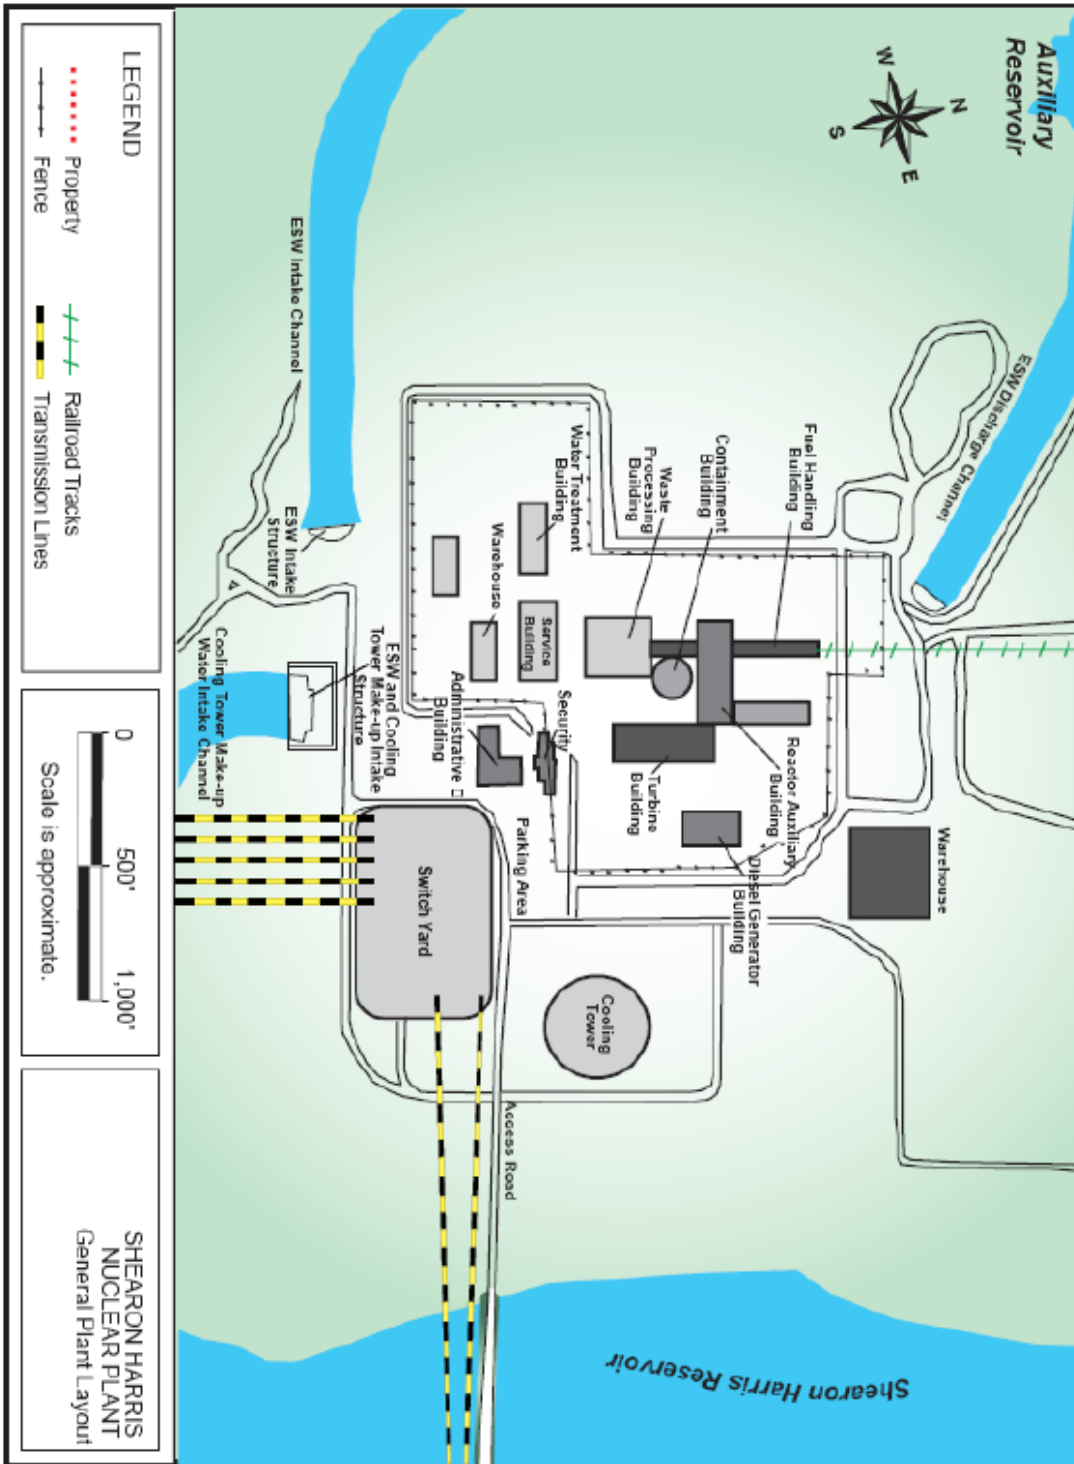 Auxiliary
Reservoir
W
N
S
E
ESW Discharge Channel
ESW Intake Channel
Fuel Handling
Building
Containment
Building
Waste
Processing
Building
Water Treatment
Building
Warehouse
Service
Building
ESW Intake
Structure
ESW and Cooling
Tower Make-up Intake
Structure
Cooling Tower Make-up
Water Intake Channel
Administrative
Building
Security
Turbine
Building
Reactor Auxiliary
Building
Diesel Generator
Building
Warehouse
Parking Area
Switch Yard
Cooling
Tower
Access Road
Shearon Harris Reservoir
LEGEND
Property
Fence
Railroad Tracks
Transmission Lines
0
500'
1,000'
Scale is approximate.
SHEARON HARRIS
NUCLEAR PLANT
General Plant Layout